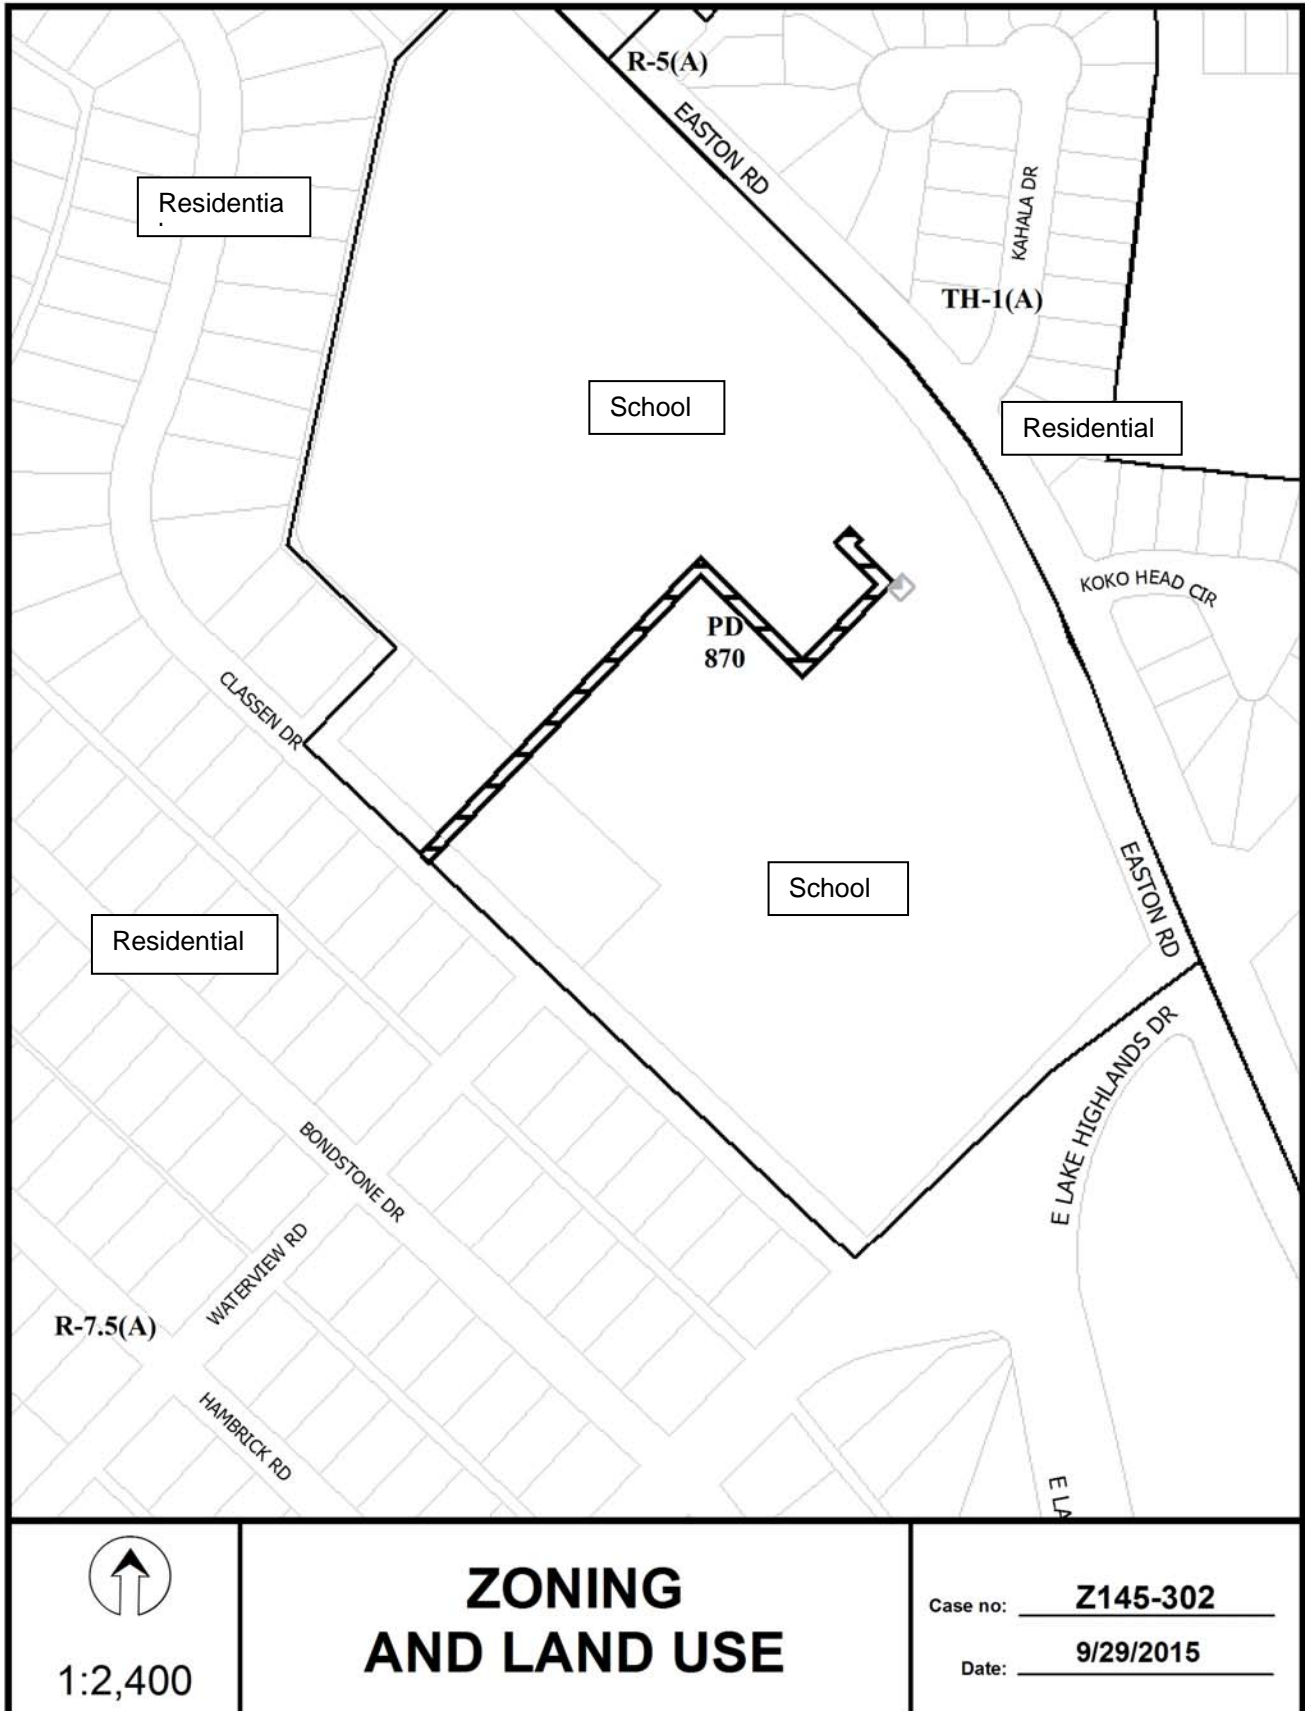 R-5(A)
EASTON RD
KAHALA DR
Residentia
TH-1(A)
School
Residential
KOKO HEAD CIR
PD
870
CLASSEN DR
School
EASTON RD
Residential
E LAKE HIGHLANDS DR
BONDSTONE DR
WATERVIEW RD
R-7.5(A)
HAMBRICK RD
E LA
1:2,400
ZONING
AND LAND USE
Case no: Z145-302
Date: 9/29/2015